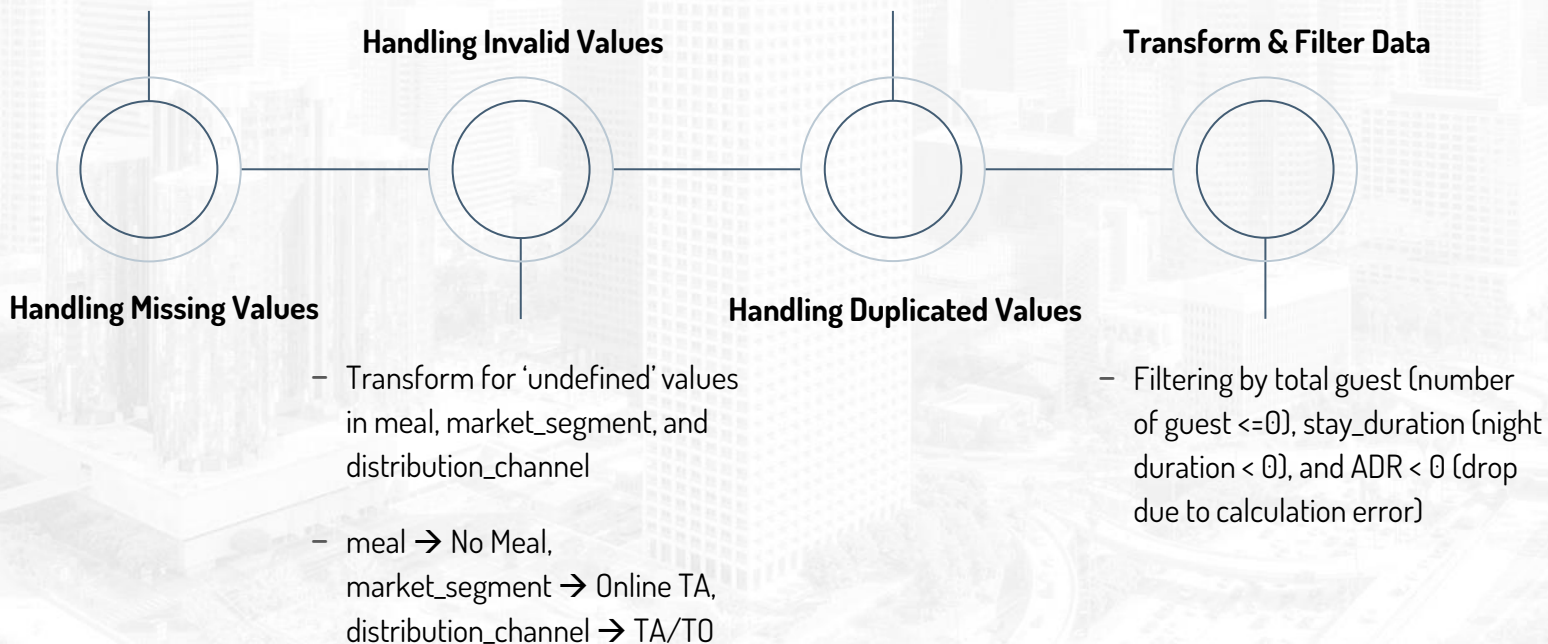 Handling Invalid Values
Transform & Filter Data
Handling Missing Values
Handling Duplicated Values
– Transform for ‘undefined’ values
in meal, market_segment, and
distribution_channel
– meal → No Meal,
market_segment → Online TA,
distribution_channel → TA/TO
– Filtering by total guest (number
of guest <=0), stay_duration (night
duration < 0), and ADR < 0 (drop
due to calculation error)